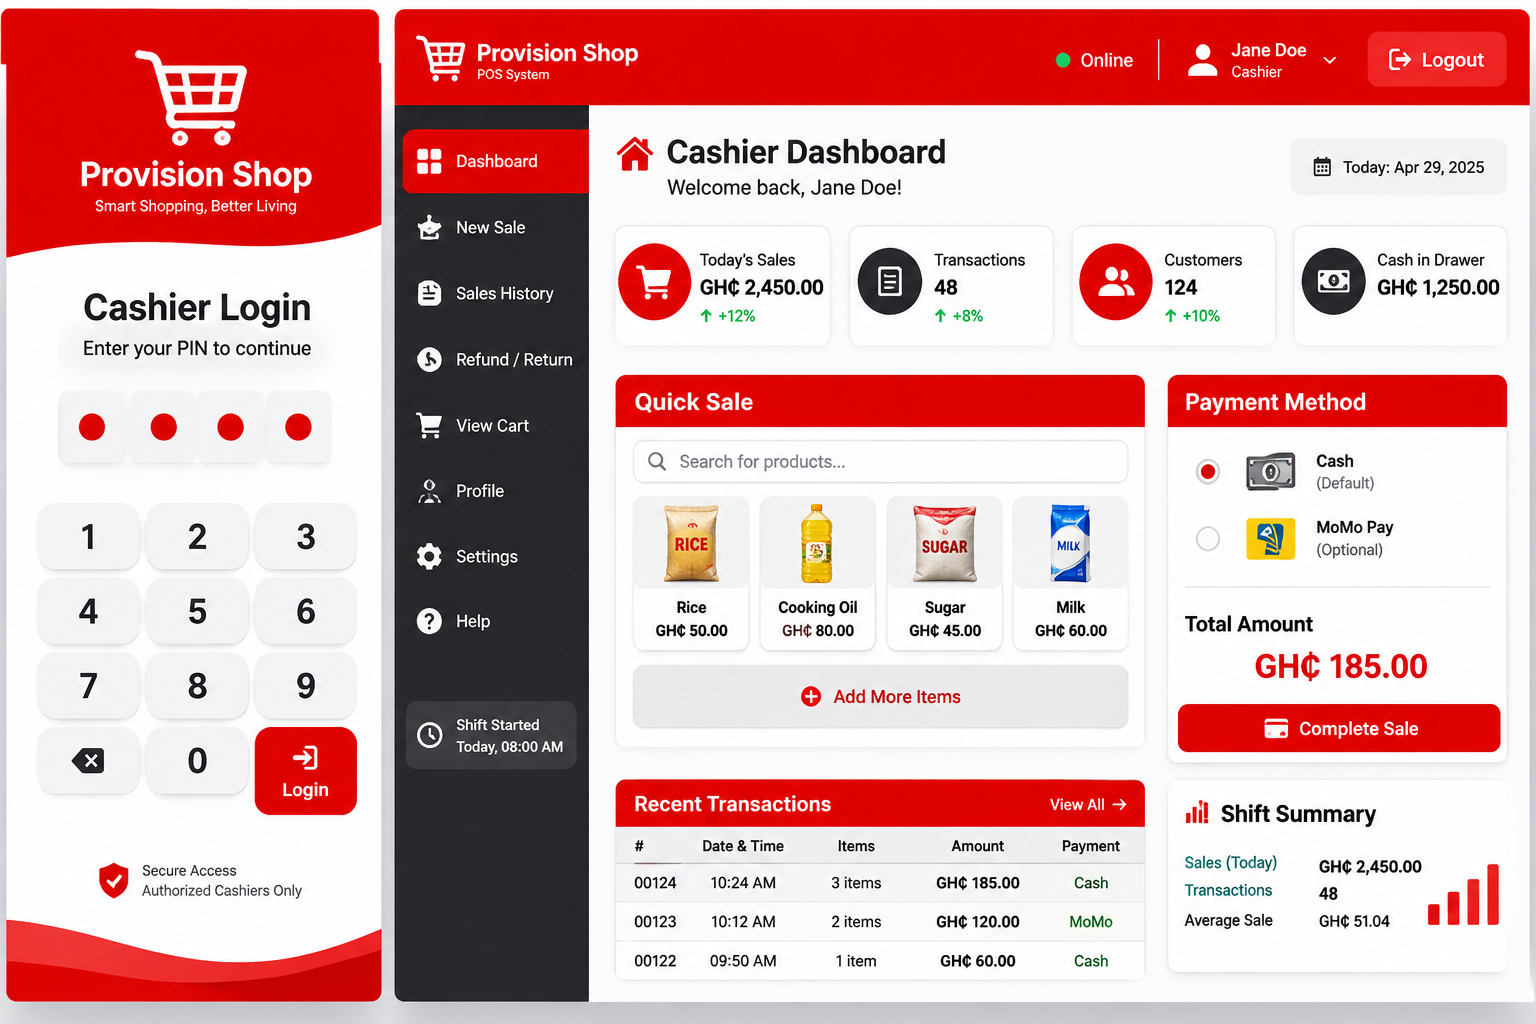 Provision Shop
Smart Shopping, Better Living
Cashier Login
Enter your PIN to continue
1 2 3
4 5 6
7 8 9
0
Login
Secure Access
Authorized Cashiers Only
Provision Shop
POS System
Online
Jane Doe
Cashier
Logout
Dashboard
New Sale
Sales History
Refund / Return
View Cart
Profile
Settings
Help
Shift Started
Today, 08:00 AM
Cashier Dashboard
Welcome back, Jane Doe!
Today: Apr 29, 2025
Today's Sales
GH₵ 2,450.00
+12%
Transactions
48
+8%
Customers
124
+10%
Cash in Drawer
GH₵ 1,250.00
Quick Sale
Search for products...
RICE
Rice
GH₵ 50.00
Cooking Oil
GH₵ 80.00
SUGAR
Sugar
GH₵ 45.00
MILK
Milk
GH₵ 60.00
Add More Items
Payment Method
Cash
(Default)
MoMo Pay
(Optional)
Total Amount
GH₵ 185.00
Complete Sale
Recent Transactions
View All →
# Date & Time Items Amount Payment
00124 10:24 AM 3 items GH₵ 185.00 Cash
00123 10:12 AM 2 items GH₵ 120.00 MoMo
00122 09:50 AM 1 item GH₵ 60.00 Cash
Shift Summary
Sales (Today) GH₵ 2,450.00
Transactions 48
Average Sale GH₵ 51.04